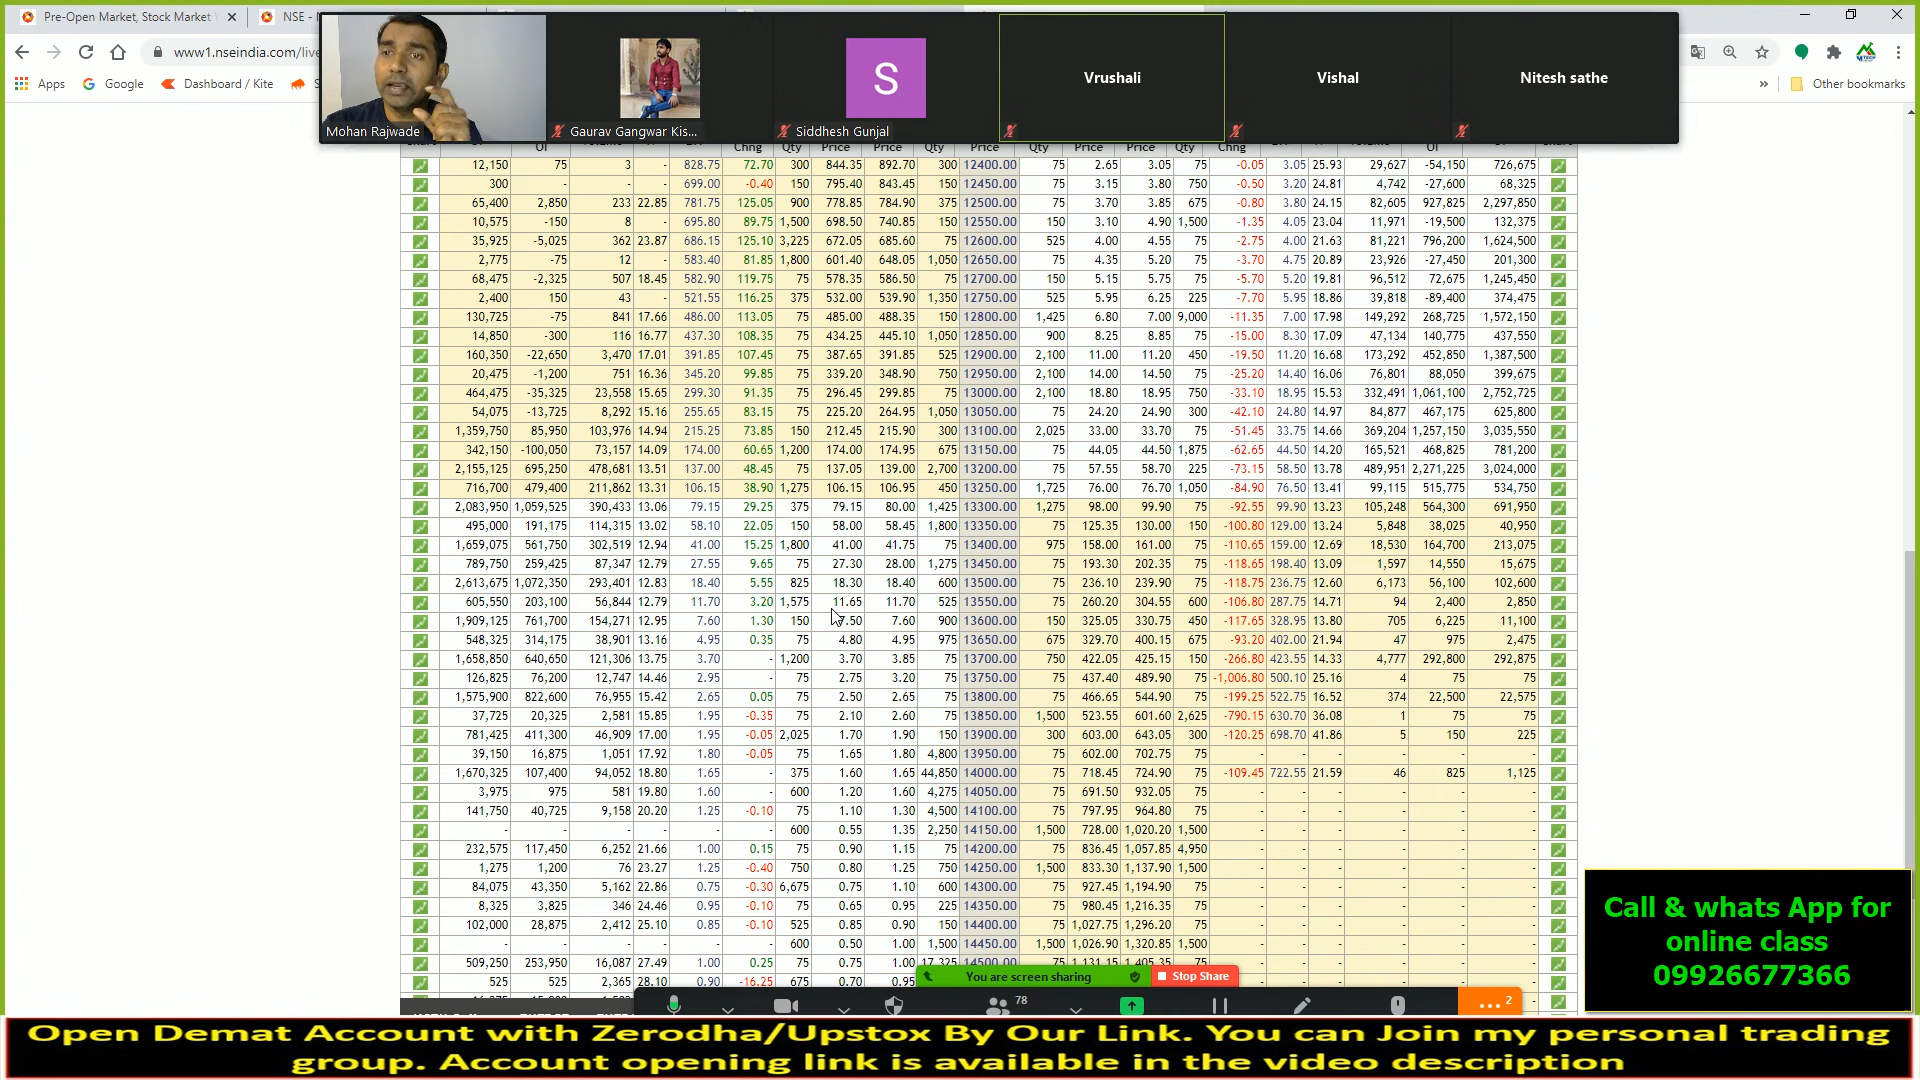 Pre-Open Market, Stock Market
NSE -
www1.nseindia.com/live
Apps Google Dashboard / Kite Other bookmarks
Mohan Rajwade
Gaurav Gangwar Kis...
S
Siddhesh Gunjal
Vrushali
Vishal
Nitesh sathe
Chng Qty Price Price Qty Price Qty Price Price Qty Chng
12,150 75 3 - 828.75 72.70 300 844.35 892.70 300 12400.00 75 2.65 3.05 75 -0.05 3.05 25.93 29,627 -54,150 726,675
300 - - - 699.00 -0.40 150 795.40 843.45 150 12450.00 75 3.15 3.80 750 -0.50 3.20 24.81 4,742 -27,600 68,325
65,400 2,850 233 22.85 781.75 125.05 900 778.85 784.90 375 12500.00 75 3.70 3.85 675 -0.80 3.80 24.15 82,605 927,825 2,297,850
10,575 -150 8 - 695.80 89.75 1,500 698.50 740.85 150 12550.00 150 3.10 4.90 1,500 -1.35 4.05 23.04 11,971 -19,500 132,375
35,925 -5,025 362 23.87 686.15 125.10 3,225 672.05 685.60 75 12600.00 525 4.00 4.55 75 -2.75 4.00 21.63 81,221 796,200 1,624,500
2,775 -75 12 - 583.40 81.85 1,800 601.40 648.05 1,050 12650.00 75 4.35 5.20 75 -3.70 4.75 20.89 23,926 -27,450 201,300
68,475 -2,325 507 18.45 582.90 119.75 75 578.35 586.50 75 12700.00 150 5.15 5.75 75 -5.70 5.20 19.81 96,512 72,675 1,245,450
2,400 150 43 - 521.55 116.25 375 532.00 539.90 1,350 12750.00 525 5.95 6.25 225 -7.70 5.95 18.86 39,818 -89,400 374,475
130,725 -75 841 17.66 486.00 113.05 75 485.00 488.35 150 12800.00 1,425 6.80 7.00 9,000 -11.35 7.00 17.98 149,292 268,725 1,572,150
14,850 -300 116 16.77 437.30 108.35 75 434.25 445.10 1,050 12850.00 900 8.25 8.85 75 -15.00 8.30 17.09 47,134 140,775 437,550
160,350 -22,650 3,470 17.01 391.85 107.45 75 387.65 391.85 525 12900.00 2,100 11.00 11.20 450 -19.50 11.20 16.68 173,292 452,850 1,387,500
20,475 -1,200 751 16.36 345.20 99.85 75 339.20 348.90 750 12950.00 2,100 14.00 14.50 75 -25.20 14.40 16.06 76,801 88,050 399,675
464,475 -35,325 23,558 15.65 299.30 91.35 75 296.45 299.85 75 13000.00 2,100 18.80 18.95 750 -33.10 18.95 15.53 332,491 1,061,100 2,752,725
54,075 -13,725 8,292 15.16 255.65 83.15 75 225.20 264.95 1,050 13050.00 75 24.20 24.90 300 -42.10 24.80 14.97 84,877 467,175 625,800
1,359,750 85,950 103,976 14.94 215.25 73.85 150 212.45 215.90 300 13100.00 2,025 33.00 33.70 75 -51.45 33.75 14.66 369,204 1,257,150 3,035,550
342,150 -100,050 73,157 14.09 174.00 60.65 1,200 174.00 174.95 675 13150.00 75 44.05 44.50 1,875 -62.65 44.50 14.20 165,521 468,825 781,200
2,155,125 695,250 478,681 13.51 137.00 48.45 75 137.05 139.00 2,700 13200.00 75 57.55 58.70 225 -73.15 58.50 13.78 489,951 2,271,225 3,024,000
716,700 479,400 211,862 13.31 106.15 38.90 1,275 106.15 106.95 450 13250.00 1,725 76.00 76.70 1,050 -84.90 76.50 13.41 99,115 515,775 534,750
2,083,950 1,059,525 390,433 13.06 79.15 29.25 375 79.15 80.00 1,425 13300.00 1,275 98.00 99.90 75 -92.55 99.90 13.23 105,248 564,300 691,950
495,000 191,175 114,315 13.02 58.10 22.05 150 58.00 58.45 1,800 13350.00 75 125.35 130.00 150 -100.80 129.00 13.24 5,848 38,025 40,950
1,659,075 561,750 302,519 12.94 41.00 15.25 1,800 41.00 41.75 75 13400.00 975 158.00 161.00 75 -110.65 159.00 12.69 18,530 164,700 213,075
789,750 259,425 87,347 12.79 27.55 9.65 75 27.30 28.00 1,275 13450.00 75 193.30 202.35 75 -118.65 198.40 13.09 1,597 14,550 15,675
2,613,675 1,072,350 293,401 12.83 18.40 5.55 825 18.30 18.40 600 13500.00 75 236.10 239.90 75 -118.75 236.75 12.60 6,173 56,100 102,600
605,550 203,100 56,844 12.79 11.70 3.20 1,575 11.65 11.70 525 13550.00 75 260.20 304.55 600 -106.80 287.75 14.71 94 2,400 2,850
1,909,125 761,700 154,271 12.95 7.60 1.30 150 7.50 7.60 900 13600.00 150 325.05 330.75 450 -117.65 328.95 13.80 705 6,225 11,100
548,325 314,175 38,901 13.16 4.95 0.35 75 4.80 4.95 975 13650.00 675 329.70 400.15 675 -93.20 402.00 21.94 47 975 2,475
1,658,850 640,650 121,306 13.75 3.70 - 1,200 3.70 3.85 75 13700.00 750 422.05 425.15 150 -266.80 423.55 14.33 4,777 292,800 292,875
126,825 76,200 12,747 14.46 2.95 - 75 2.75 3.20 75 13750.00 75 437.40 489.90 75 -1,006.80 500.10 25.16 4 75 75
1,575,900 822,600 76,955 15.42 2.65 0.05 75 2.50 2.65 75 13800.00 75 466.65 544.90 75 -199.25 522.75 16.52 374 22,500 22,575
37,725 20,325 2,581 15.85 1.95 -0.35 75 2.10 2.60 75 13850.00 1,500 523.55 601.60 2,625 -790.15 630.70 36.08 1 75 75
781,425 411,300 46,909 17.00 1.95 -0.05 2,025 1.70 1.90 150 13900.00 300 603.00 643.05 300 -120.25 698.70 41.86 5 150 225
39,150 16,875 1,051 17.92 1.80 -0.05 75 1.65 1.80 4,800 13950.00 75 602.00 702.75 75 - - - - - -
1,670,325 107,400 94,052 18.80 1.65 - 375 1.60 1.65 44,850 14000.00 75 718.45 724.90 75 -109.45 722.55 21.59 46 825 1,125
3,975 975 581 19.80 1.60 - 600 1.20 1.60 4,275 14050.00 75 691.50 932.05 75 - - - - - -
141,750 40,725 9,158 20.20 1.25 -0.10 75 1.10 1.30 4,500 14100.00 75 797.95 964.80 75 - - - - - -
- - - - - - 600 0.55 1.35 2,250 14150.00 1,500 728.00 1,020.20 1,500 - - - - - -
232,575 117,450 6,252 21.66 1.00 0.15 75 0.90 1.15 75 14200.00 75 836.45 1,057.85 4,950 - - - - - -
1,275 1,200 76 23.27 1.25 -0.40 750 0.80 1.25 750 14250.00 1,500 833.30 1,137.90 1,500 - - - - - -
84,075 43,350 5,162 22.86 0.75 -0.30 6,675 0.75 1.10 600 14300.00 75 927.45 1,194.90 75 - - - - - -
8,325 3,825 346 24.46 0.95 -0.10 75 0.65 0.95 225 14350.00 75 980.45 1,216.35 75 - - - - - -
102,000 28,875 2,412 25.10 0.85 -0.10 525 0.85 0.90 150 14400.00 75 1,027.75 1,296.20 75 - - - - - -
- - - - - - 600 0.50 1.00 1,500 14450.00 1,500 1,026.90 1,320.85 1,500 - - - - - -
509,250 253,950 16,087 27.49 1.00 0.25 75 0.75 1.00 17,325 14500.00 75 1,131.15 1,405.35 75 - - - - - -
525 525 2,365 28.10 0.90 -16.25 675 0.70 0.95
You are screen sharing Stop Share
78
2
Call & whats App for
online class
09926677366
Open Demat Account with Zerodha/Upstox By Our Link. You can Join my personal trading
group. Account opening link is available in the video description